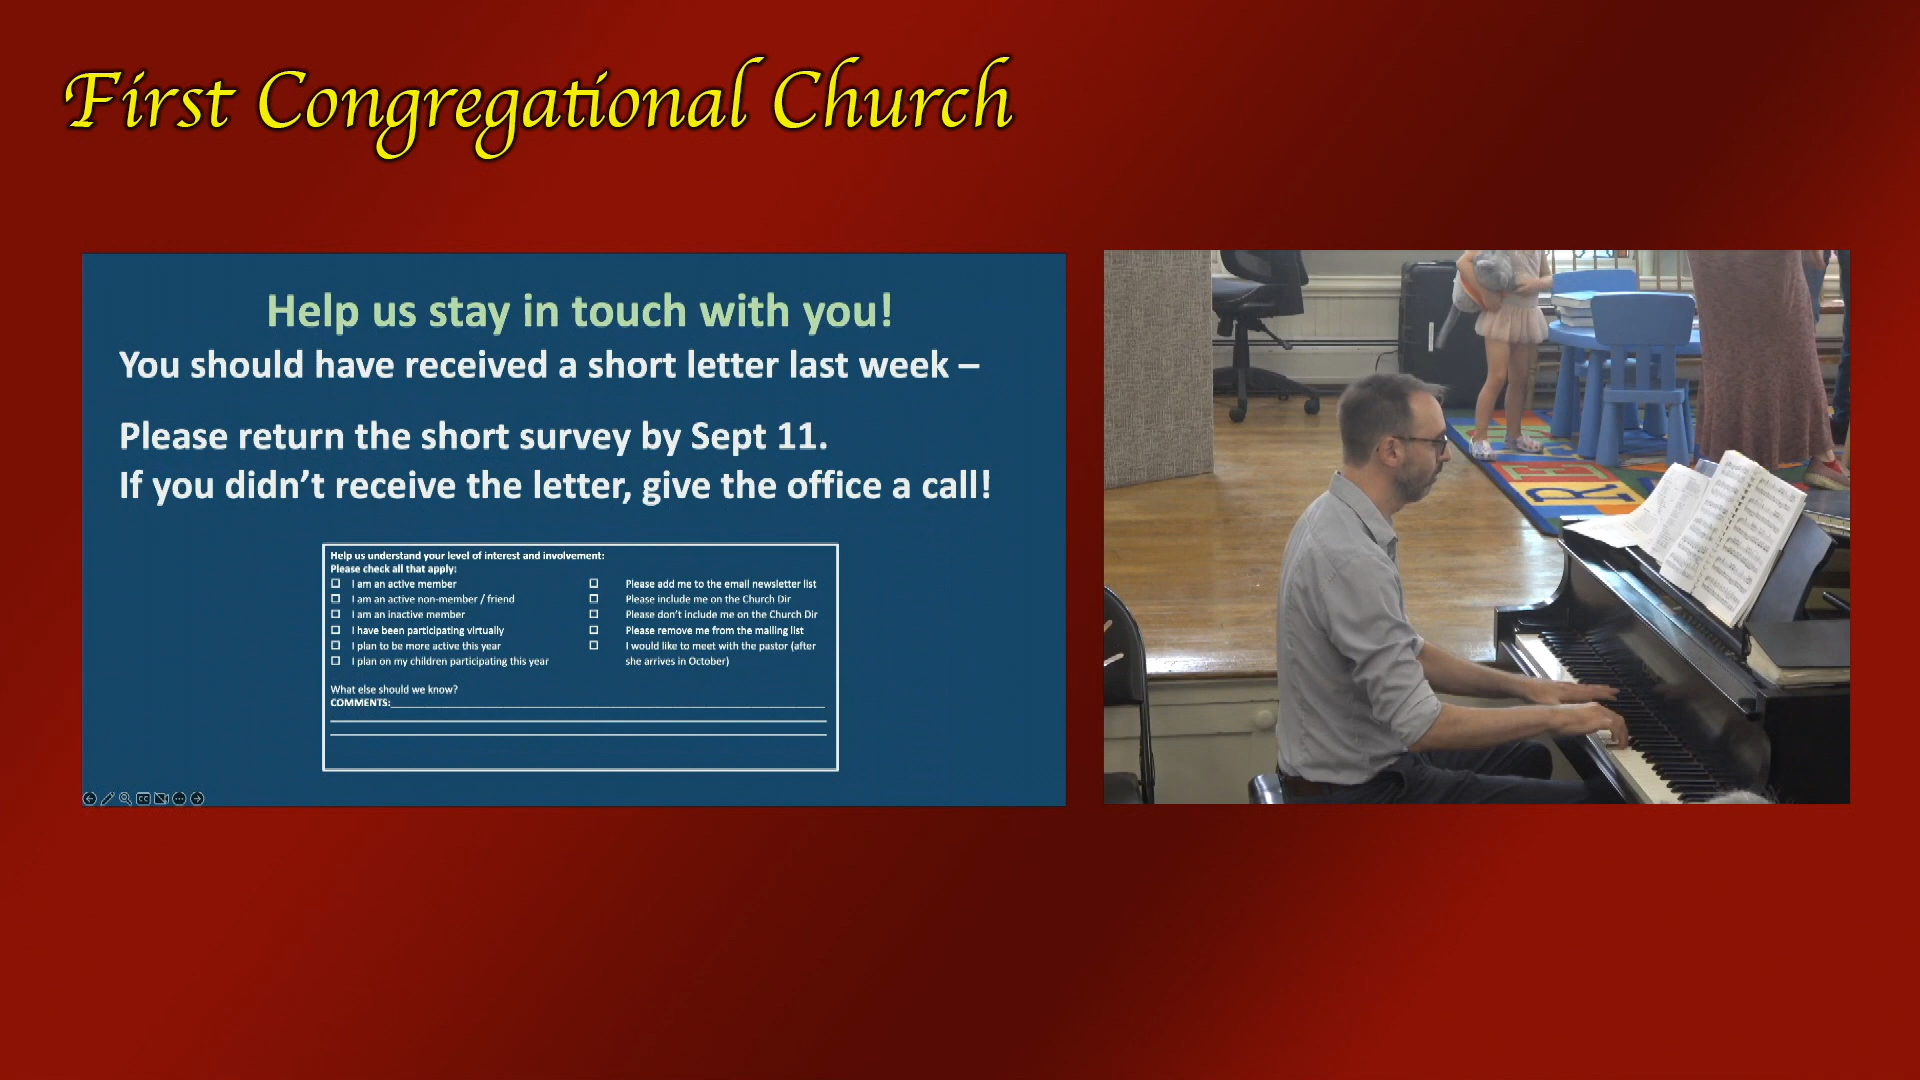 First Congregational Church
Help us stay in touch with you!
You should have received a short letter last week –
Please return the short survey by Sept 11.
If you didn't receive the letter, give the office a call!
Help us understand your level of interest and involvement:
Please check all that apply:
I am an active member
I am an active non-member / friend
I am an inactive member
I have been participating virtually
I plan to be more active this year
I plan on my children participating this year
Please add me to the email newsletter list
Please include me on the Church Dir
Please don't include me on the Church Dir
Please remove me from the mailing list
I would like to meet with the pastor (after
she arrives in October)
What else should we know?
COMMENTS: